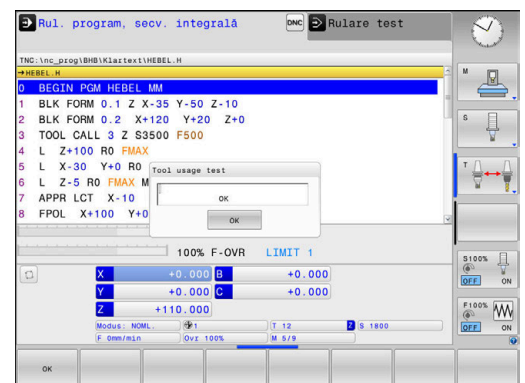 Rul. program, secv. integrală
DNC
Rulare test
TNC:\nc_prog\BHB\Klartext\HEBEL.H
→HEBEL.H
0 BEGIN PGM HEBEL MM
1 BLK FORM 0.1 Z X-35 Y-50 Z-10
2 BLK FORM 0.2 X+120 Y+20 Z+0
3 TOOL CALL 3 Z S3500 F500
4 L Z+100 R0 FMAX
5 L X-30 Y+0 R0
6 L Z-5 R0 FMAX M
7 APPR LCT X-10
8 FPOL X+100 Y+0
Tool usage test
OK
OK
100% F-OVR LIMIT 1
X +0.000 B +0.000
Y +0.000 C +0.000
Z +110.000
Modus: NOML. 1 T 12 Z S 1800
F 0mm/min Ovr 100% M 5/9
OK
M
S
T
S100%
OFF ON
F100%
OFF ON